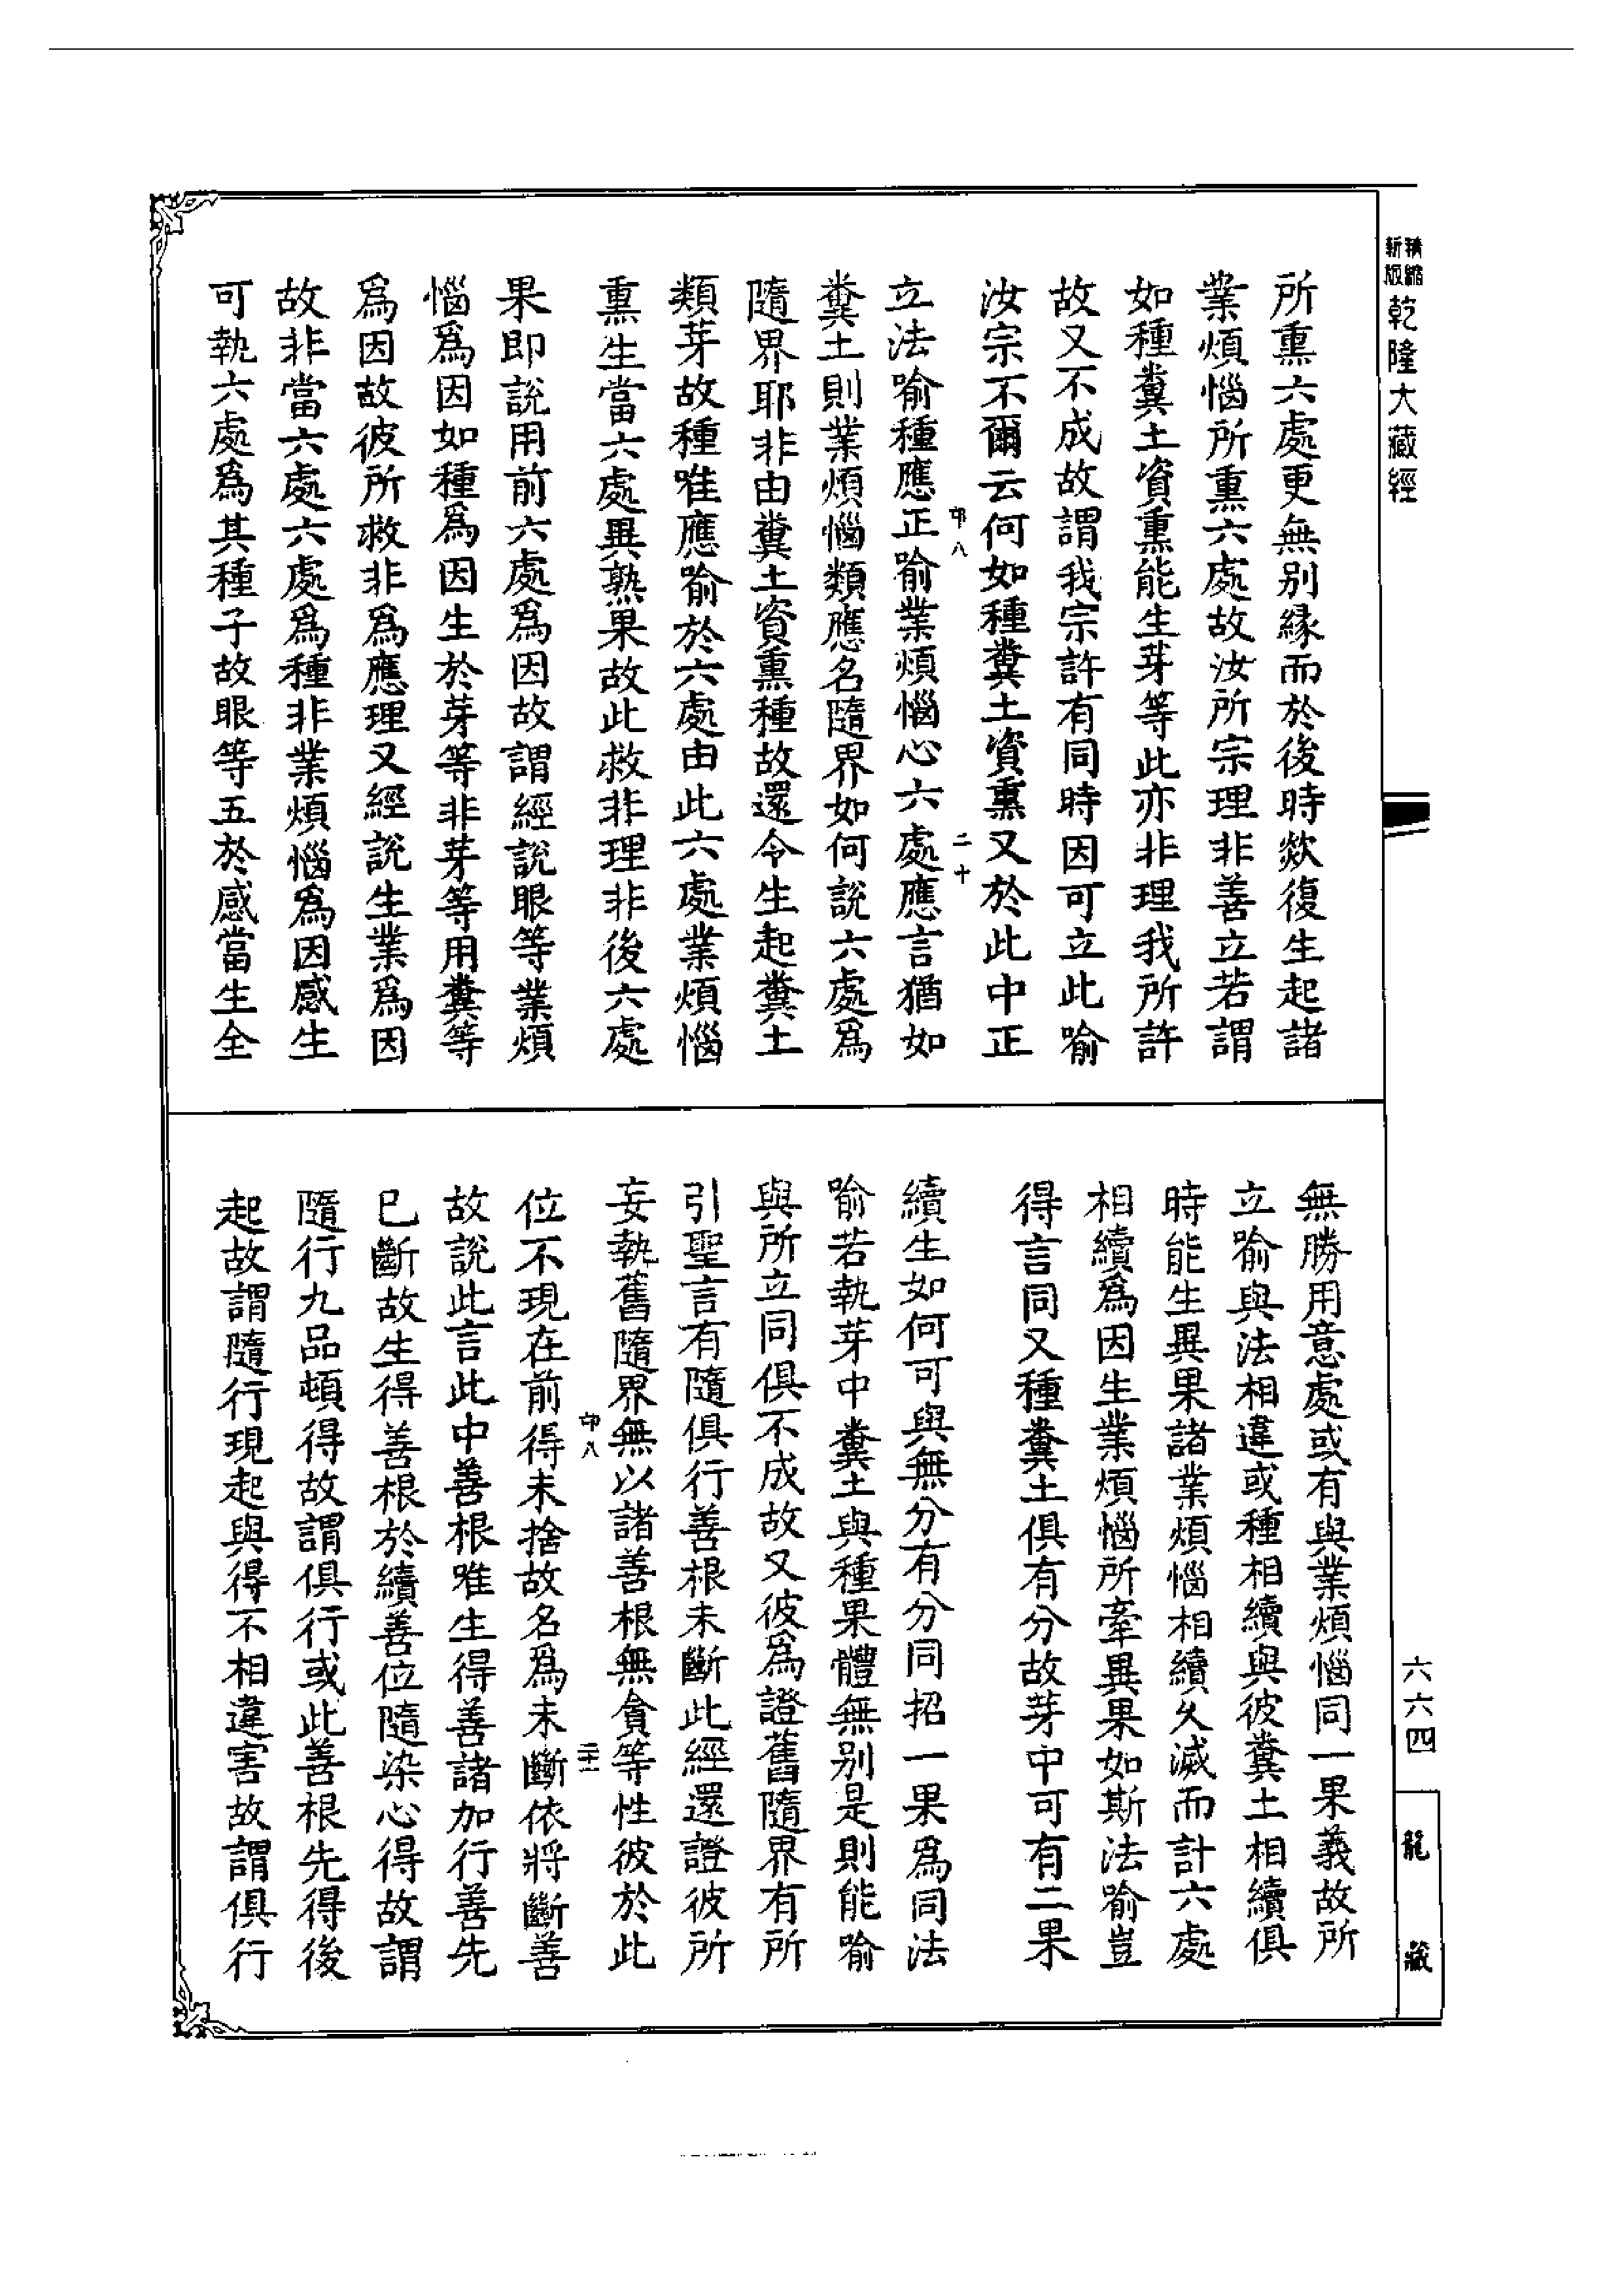 精縮新版乾隆大藏經
所熏六處更無別緣而於後時欻復生起諸
業煩惱所熏六處故汝所宗理非善立若謂
如種糞土資熏能生芽等此亦非理我所許
故又不成故謂我宗許有同時因可立此喻
汝宗不爾云何如種糞土資熏又於此中正
二十
立法喻種應正喻業煩惱心六處應言猶如
糞土則業煩惱類應名隨界如何說六處爲
隨界耶非由糞土資熏種故還令生起糞土
類芽故種唯應喻於六處由此六處業煩惱
熏生當六處異熟果故此救非理非後六處
果即說用前六處爲因故謂經說眼等業煩
惱爲因如種爲因生於芽等非芽等用糞等
爲因故彼所救非爲應理又經說生業爲因
故非當六處六處爲種非業煩惱爲因感生
可執六處爲其種子故眼等五於感當生全
無勝用意處或有與業煩惱同一果義故所
立喻與法相違或種相續與彼糞土相續俱
時能生異果諸業煩惱相續久滅而計六處
相續爲因生業煩惱所牽異果如斯法喻豈
得言同又種糞土俱有分故芽中可有二果
續生如何可與無分有分同招一果爲同法
喻若執芽中糞土與種果體無別是則能喻
與所立同俱不成故又彼爲證舊隨界有所
引聖言有隨俱行善根未斷此經還證彼所
妄執舊隨界無以諸善根無貪等性彼於此
二十一
位不現在前得未捨故名爲未斷依將斷善
故說此言此中善根唯生得善諸加行善先
已斷故生得善根於續善位隨染心得故謂
隨行九品頓得故謂俱行或此善根先得後
起故謂隨行現起與得不相違害故謂俱行
六六四
龍藏